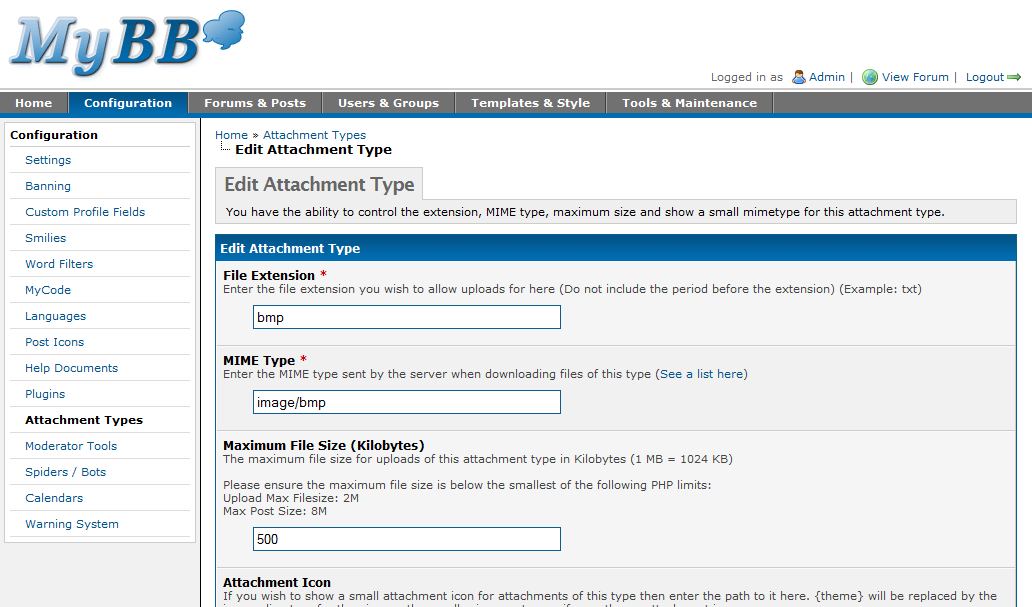 MyBB
Logged in as Admin | View Forum | Logout
Home Configuration Forums & Posts Users & Groups Templates & Style Tools & Maintenance
Configuration
Settings
Banning
Custom Profile Fields
Smilies
Word Filters
MyCode
Languages
Post Icons
Help Documents
Plugins
Attachment Types
Moderator Tools
Spiders / Bots
Calendars
Warning System
Home » Attachment Types
Edit Attachment Type
Edit Attachment Type
You have the ability to control the extension, MIME type, maximum size and show a small mimetype for this attachment type.
Edit Attachment Type
File Extension *
Enter the file extension you wish to allow uploads for here (Do not include the period before the extension) (Example: txt)
bmp
MIME Type *
Enter the MIME type sent by the server when downloading files of this type (See a list here)
image/bmp
Maximum File Size (Kilobytes)
The maximum file size for uploads of this attachment type in Kilobytes (1 MB = 1024 KB)
Please ensure the maximum file size is below the smallest of the following PHP limits:
Upload Max Filesize: 2M
Max Post Size: 8M
500
Attachment Icon
If you wish to show a small attachment icon for attachments of this type then enter the path to it here. {theme} will be replaced by the